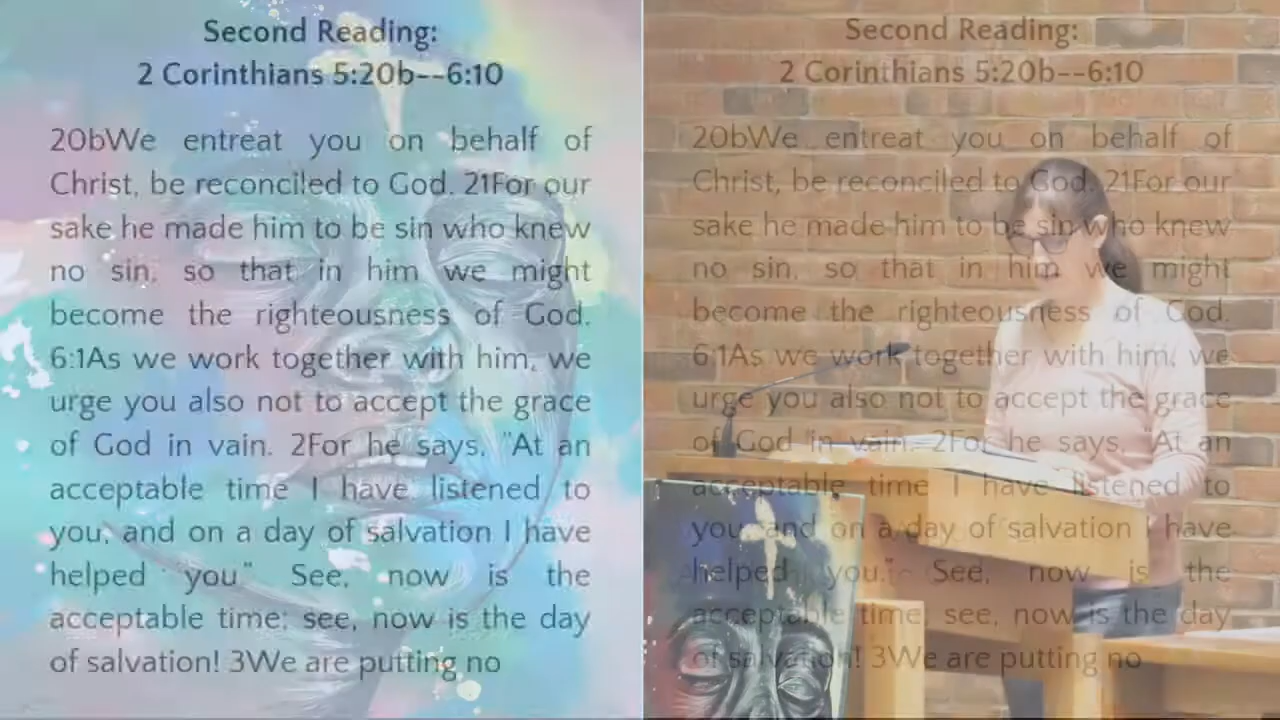 Second Reading:
2 Corinthians 5:20b--6:10
20bWe entreat you on behalf of
Christ, be reconciled to God. 21For our
sake he made him to be sin who knew
no sin, so that in him we might
become the righteousness of God.
6:1As we work together with him, we
urge you also not to accept the grace
of God in vain. 2For he says, "At an
acceptable time I have listened to
you, and on a day of salvation I have
helped you." See, now is the
acceptable time; see, now is the day
of salvation! 3We are putting no
Second Reading:
2 Corinthians 5:20b--6:10
20bWe entreat you on behalf of
Christ, be reconciled to God. 21For our
sake he made him to be sin who knew
no sin, so that in him we might
become the righteousness of God.
6:1As we work together with him, we
urge you also not to accept the grace
of God in vain. 2For he says, "At an
acceptable time I have listened to
you, and on a day of salvation I have
helped you." See, now is the
acceptable time; see, now is the day
of salvation! 3We are putting no